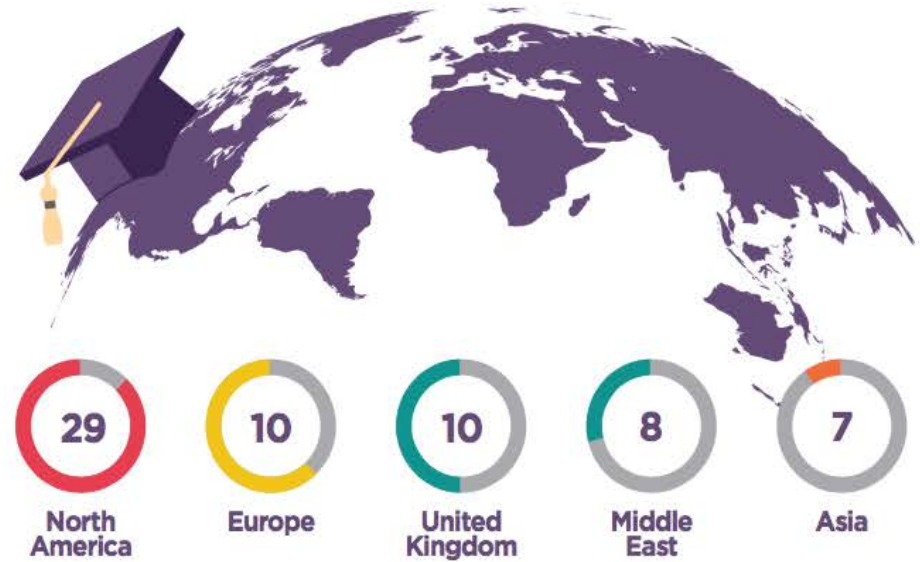 29
10
10
8
7
North
America
Europe
United
Kingdom
Middle
East
Asia